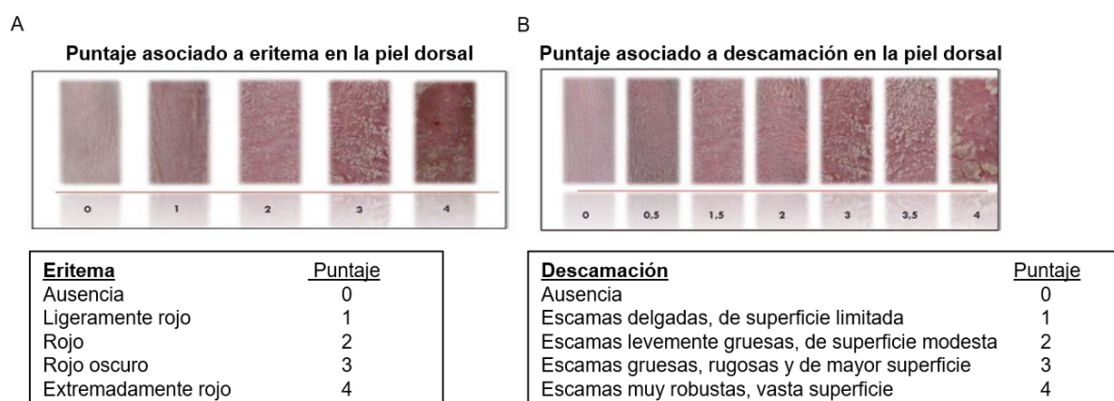 A
Puntaje asociado a eritema en la piel dorsal
0 1 2 3 4
Eritema Puntaje
Ausencia 0
Ligeramente rojo 1
Rojo 2
Rojo oscuro 3
Extremadamente rojo 4
B
Puntaje asociado a descamación en la piel dorsal
0 0,5 1,5 2 3 3,5 4
Descamación Puntaje
Ausencia 0
Escamas delgadas, de superficie limitada 1
Escamas levemente gruesas, de superficie modesta 2
Escamas gruesas, rugosas y de mayor superficie 3
Escamas muy robustas, vasta superficie 4